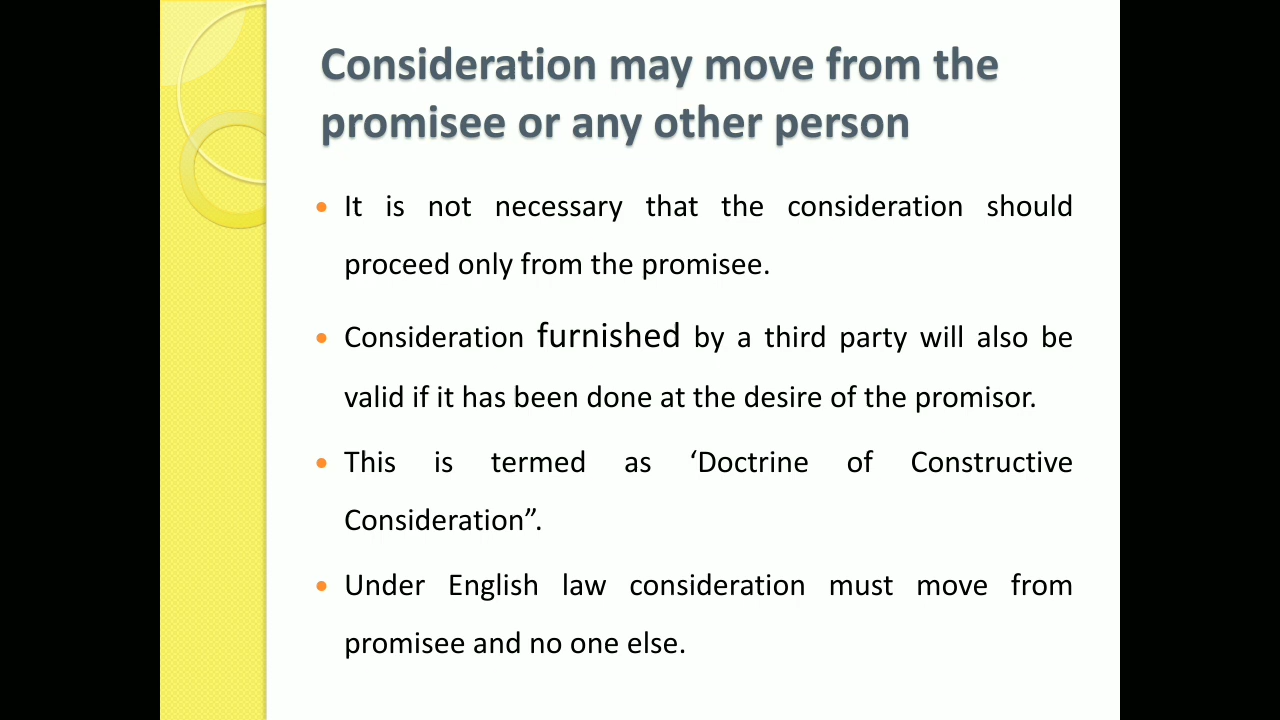 Consideration may move from the
promisee or any other person
• It is not necessary that the consideration should
proceed only from the promisee.
• Consideration furnished by a third party will also be
valid if it has been done at the desire of the promisor.
• This is termed as ‘Doctrine of Constructive
Consideration”.
• Under English law consideration must move from
promisee and no one else.